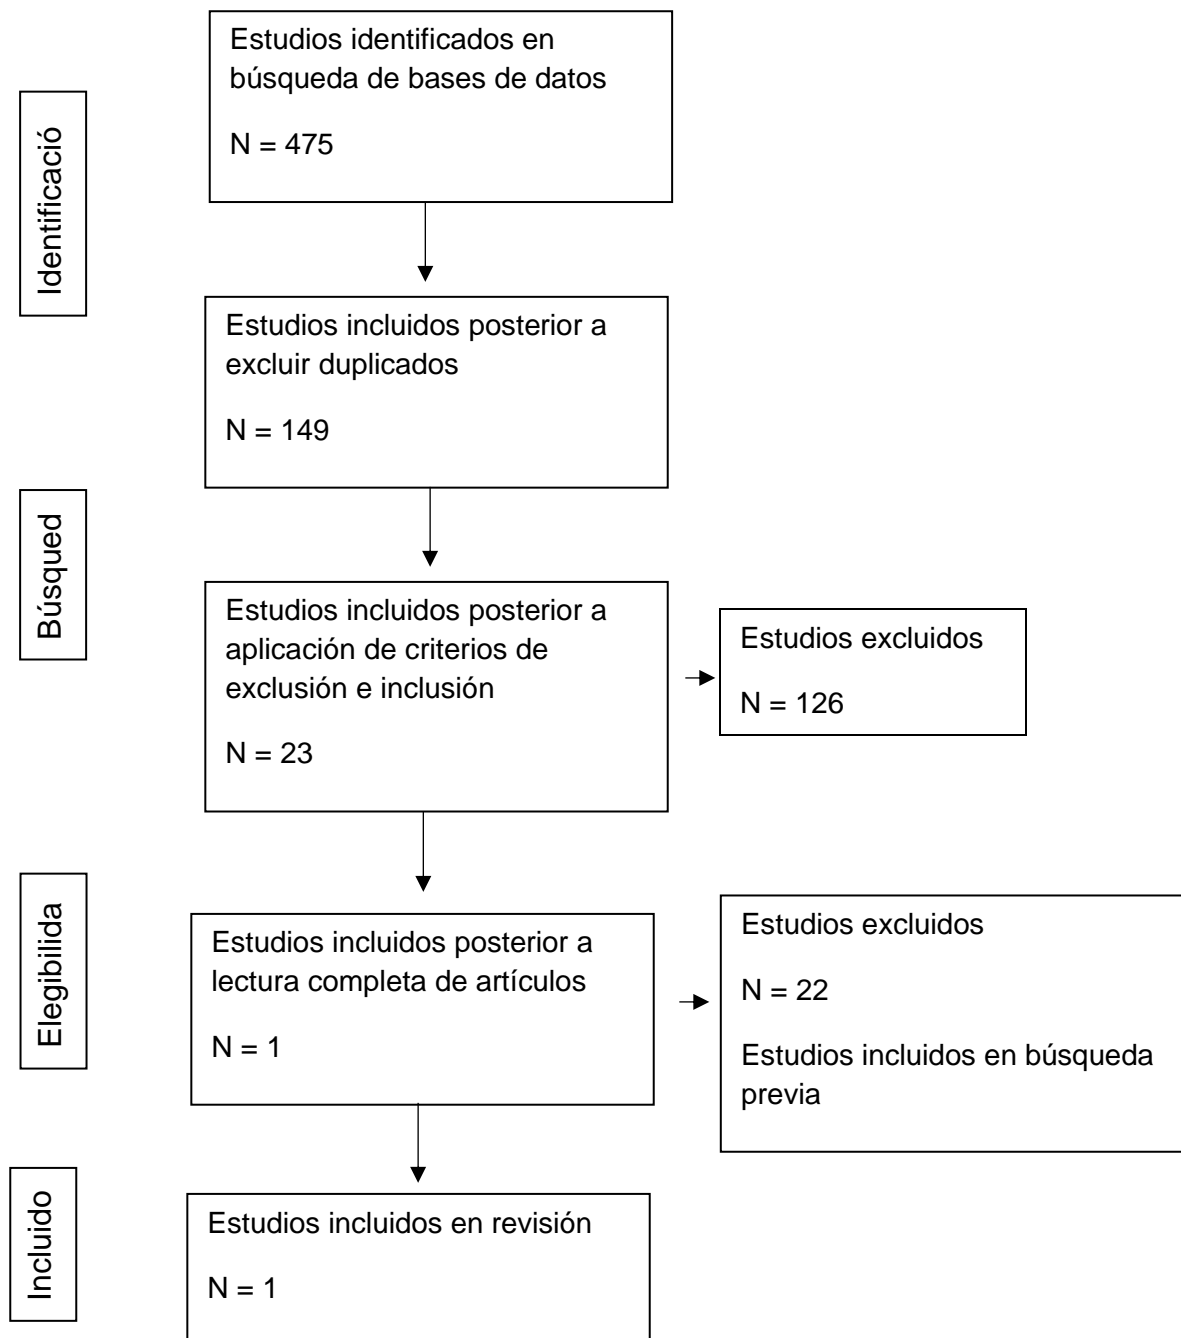 Estudios identificados en
búsqueda de bases de datos
N = 475
Identificació
Estudios incluidos posterior a
excluir duplicados
N = 149
Búsqued
Estudios incluidos posterior a
aplicación de criterios de
exclusión e inclusión
N = 23
Estudios excluidos
N = 126
Elegibilida
Estudios incluidos posterior a
lectura completa de artículos
N = 1
Estudios excluidos
N = 22
Estudios incluidos en búsqueda
previa
Incluido
Estudios incluidos en revisión
N = 1